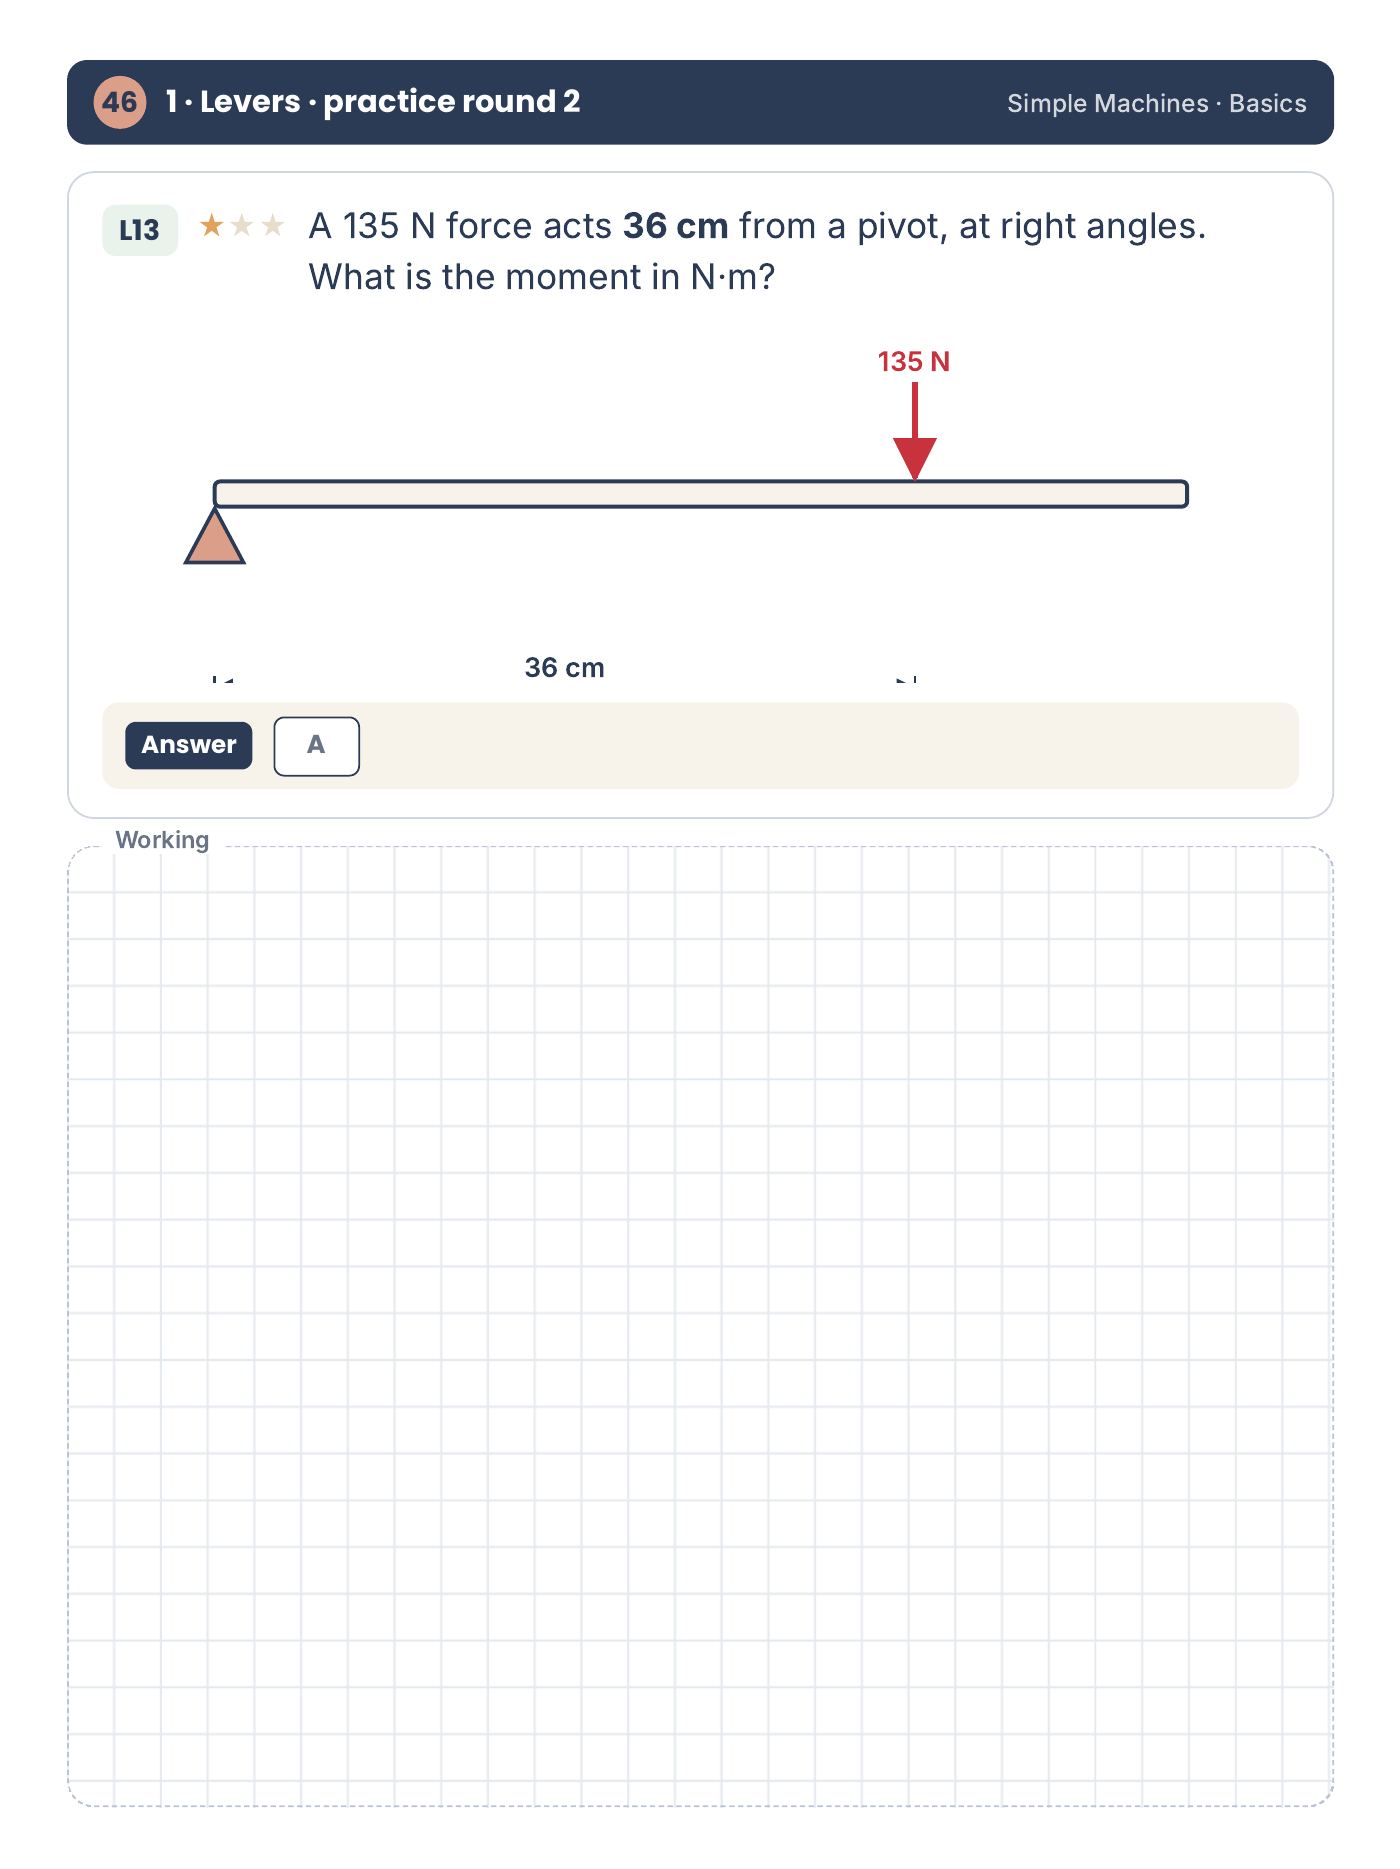 46 1 · Levers · practice round 2 Simple Machines · Basics
L13 ★★★ A 135 N force acts 36 cm from a pivot, at right angles.
What is the moment in N·m?
135 N
36 cm
Answer A
Working